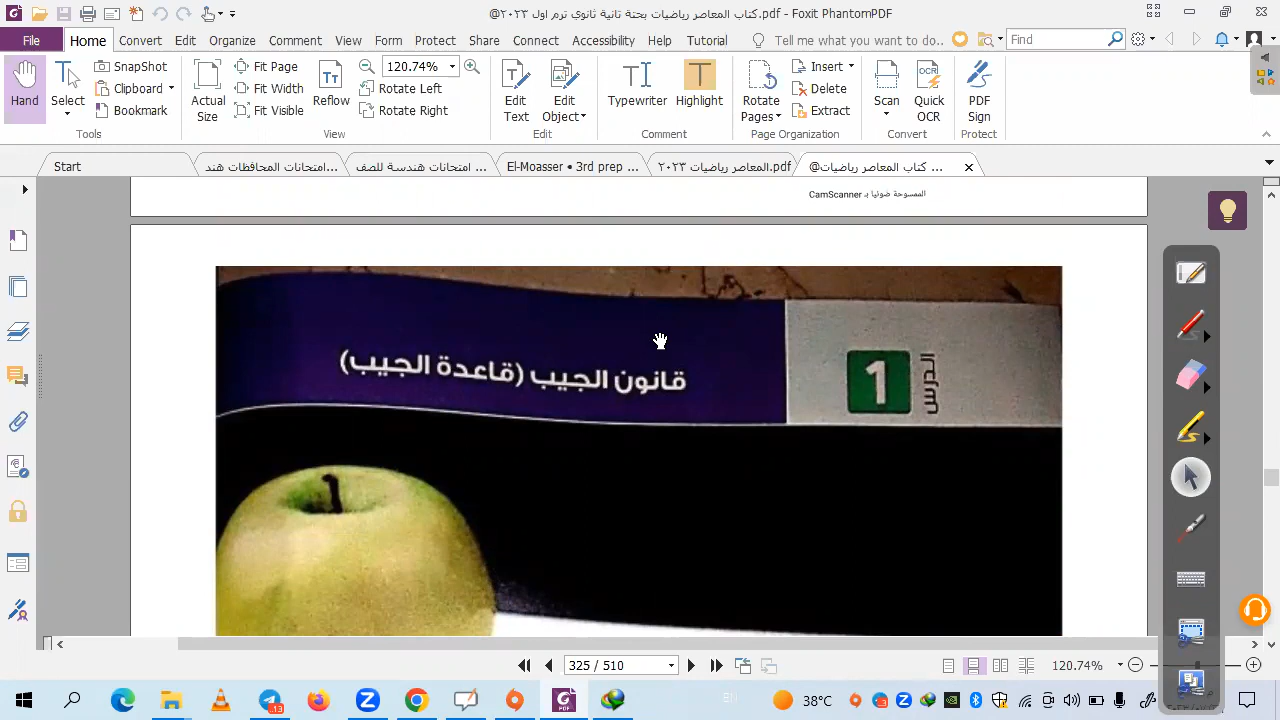 @كتاب المعاصر رياضيات بحتة ثانية ثانوي ترم اول ٢٠٢٣.pdf - Foxit PhantomPDF
File Home Convert Edit Organize Comment View Form Protect Share Connect Accessibility Help Tutorial Tell me what you want to do.. Find
Hand
Select
SnapShot
Clipboard
Bookmark
Tools
Actual Size
Fit Page
Fit Width
Fit Visible
Reflow
120.74%
Rotate Left
Rotate Right
View
Edit Text
Edit Object
Edit
Typewriter
Highlight
Comment
Rotate Pages
Insert
Delete
Extract
Page Organization
Scan
Quick OCR
Convert
PDF Sign
Protect
Start
امتحانات المحافظات هند...
امتحانات هندسة للصف ...
El-Moasser • 3rd prep ...
المعاصر رياضيات ٢٠٢٣.pdf
@كتاب المعاصر رياضيات ...
الممسوحة ضوئيا بـ CamScanner
الدرس 1
قانون الجيب (قاعدة الجيب)
325 / 510
120.74%
.13
EN
38°C